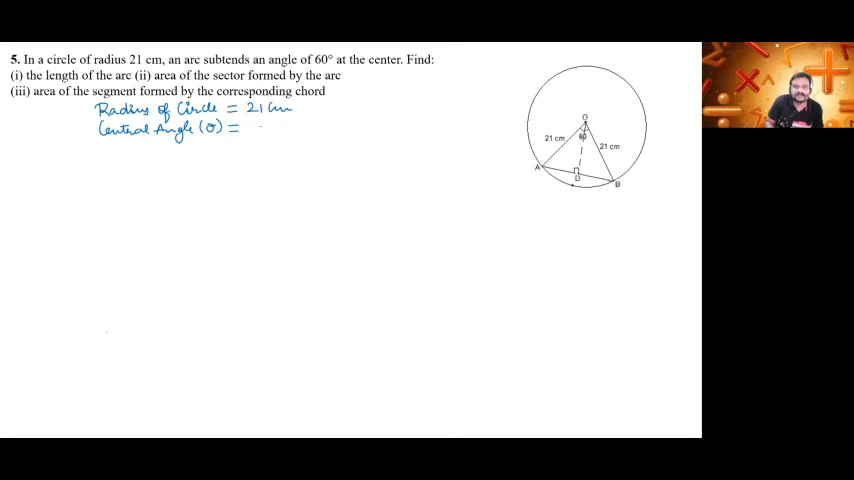 5. In a circle of radius 21 cm, an arc subtends an angle of 60° at the center. Find:
(i) the length of the arc (ii) area of the sector formed by the arc
(iii) area of the segment formed by the corresponding chord
Radius of Circle = 21 cm
Central Angle (θ) =
O
60
21 cm
21 cm
A
D
B